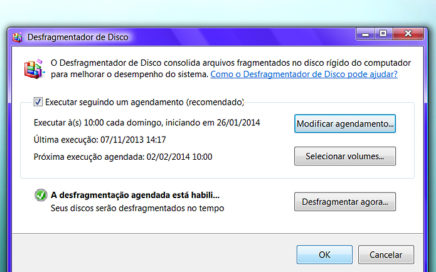 Desfragmentador de Disco
O Desfragmentador de Disco consolida arquivos fragmentados no disco rígido do computador
para melhorar o desempenho do sistema. Como o Desfragmentador de Disco pode ajudar?
Executar seguindo um agendamento (recomendado)
Executar à(s) 10:00 cada domingo, iniciando em 26/01/2014
Modificar agendamento...
Última execução: 07/11/2013 14:17
Próxima execução agendada: 02/02/2014 10:00
Selecionar volumes...
A desfragmentação agendada está habili...
Seus discos serão desfragmentados no tempo
Desfragmentar agora...
OK
Cancelar